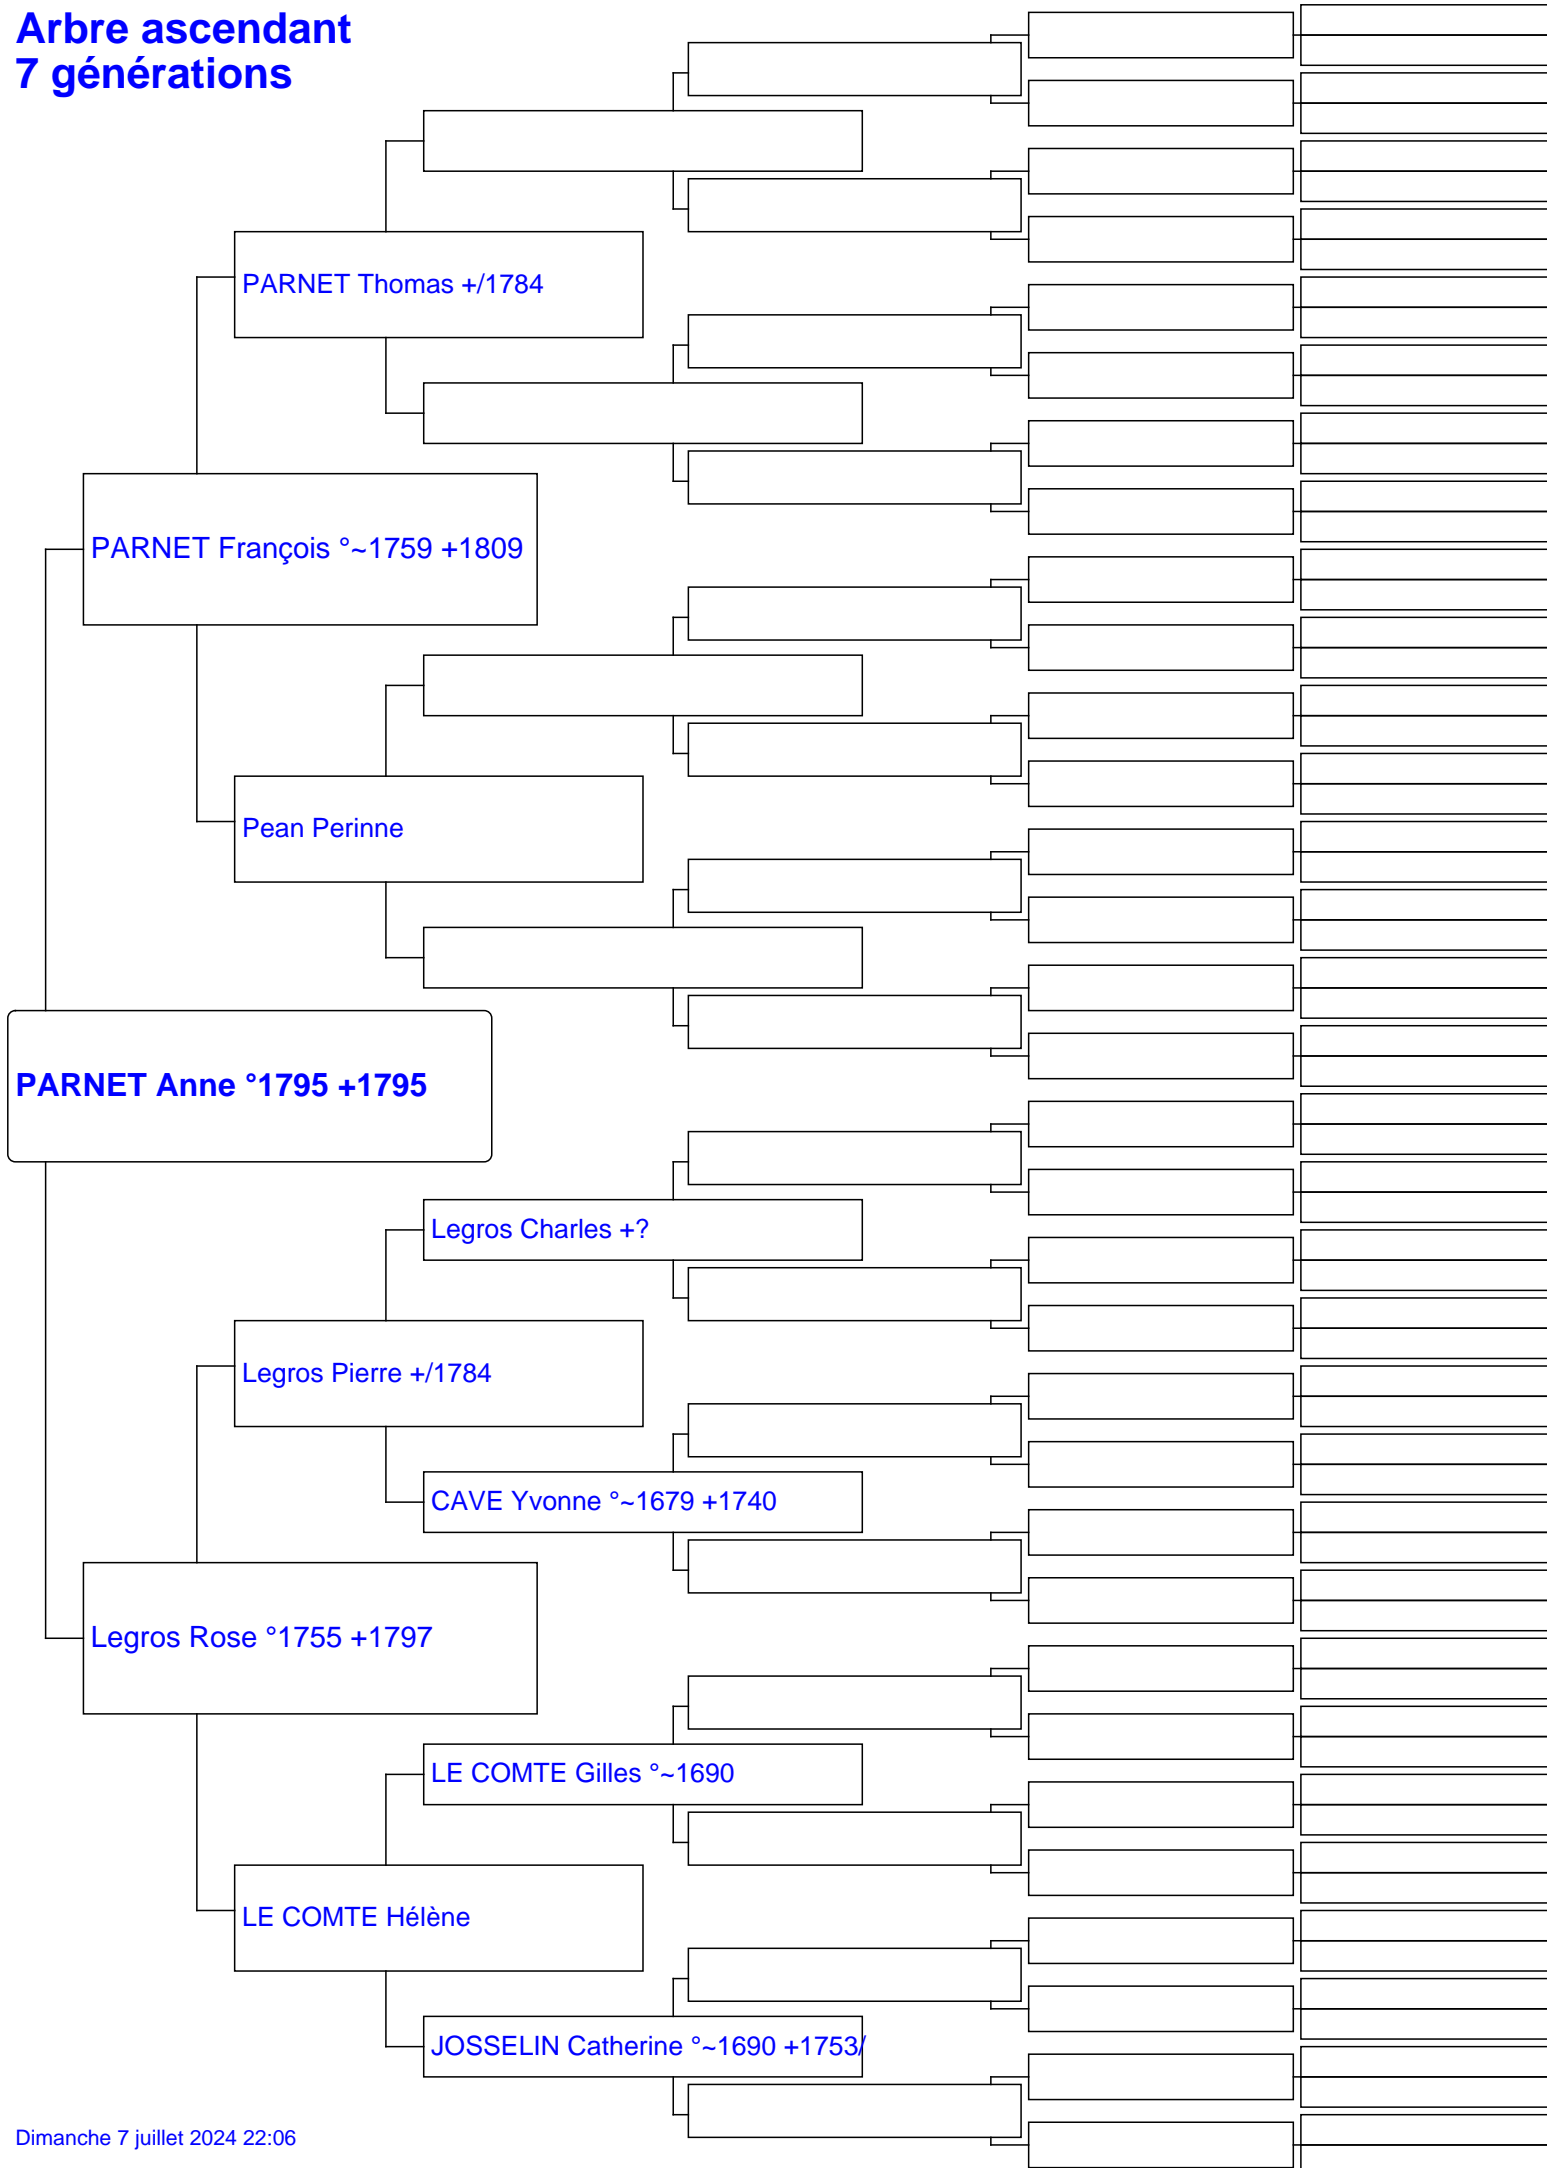 Arbre ascendant
7 générations
PARNET Thomas +/1784
PARNET François °~1759 +1809
Pean Perinne
PARNET Anne °1795 +1795
Legros Charles +?
Legros Pierre +/1784
CAVE Yvonne °~1679 +1740
Legros Rose °1755 +1797
LE COMTE Gilles °~1690
LE COMTE Hélène
JOSSELIN Catherine °~1690 +1753/
Dimanche 7 juillet 2024 22:06